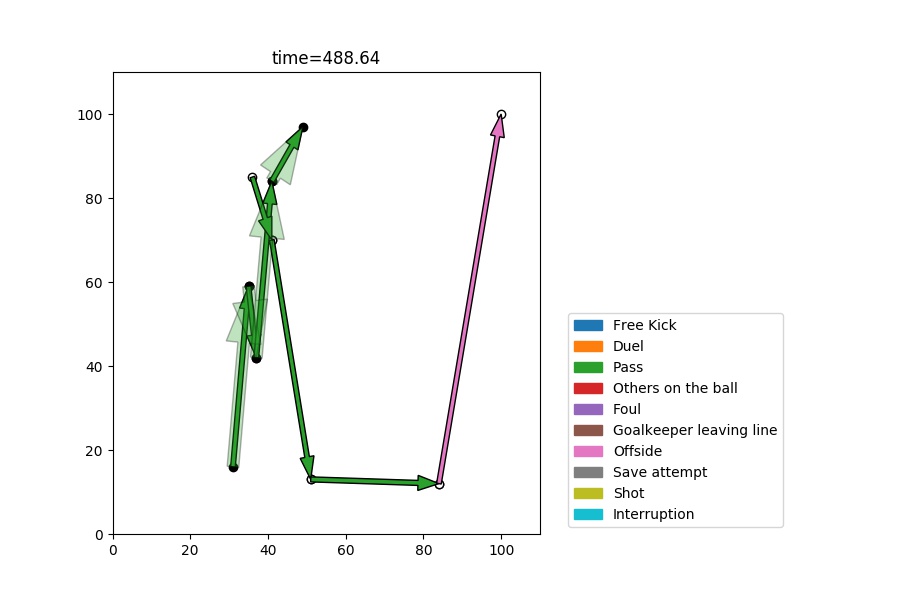 time=488.64
100
80
60
40
20
0
0 20 40 60 80 100
Free Kick
Duel
Pass
Others on the ball
Foul
Goalkeeper leaving line
Offside
Save attempt
Shot
Interruption